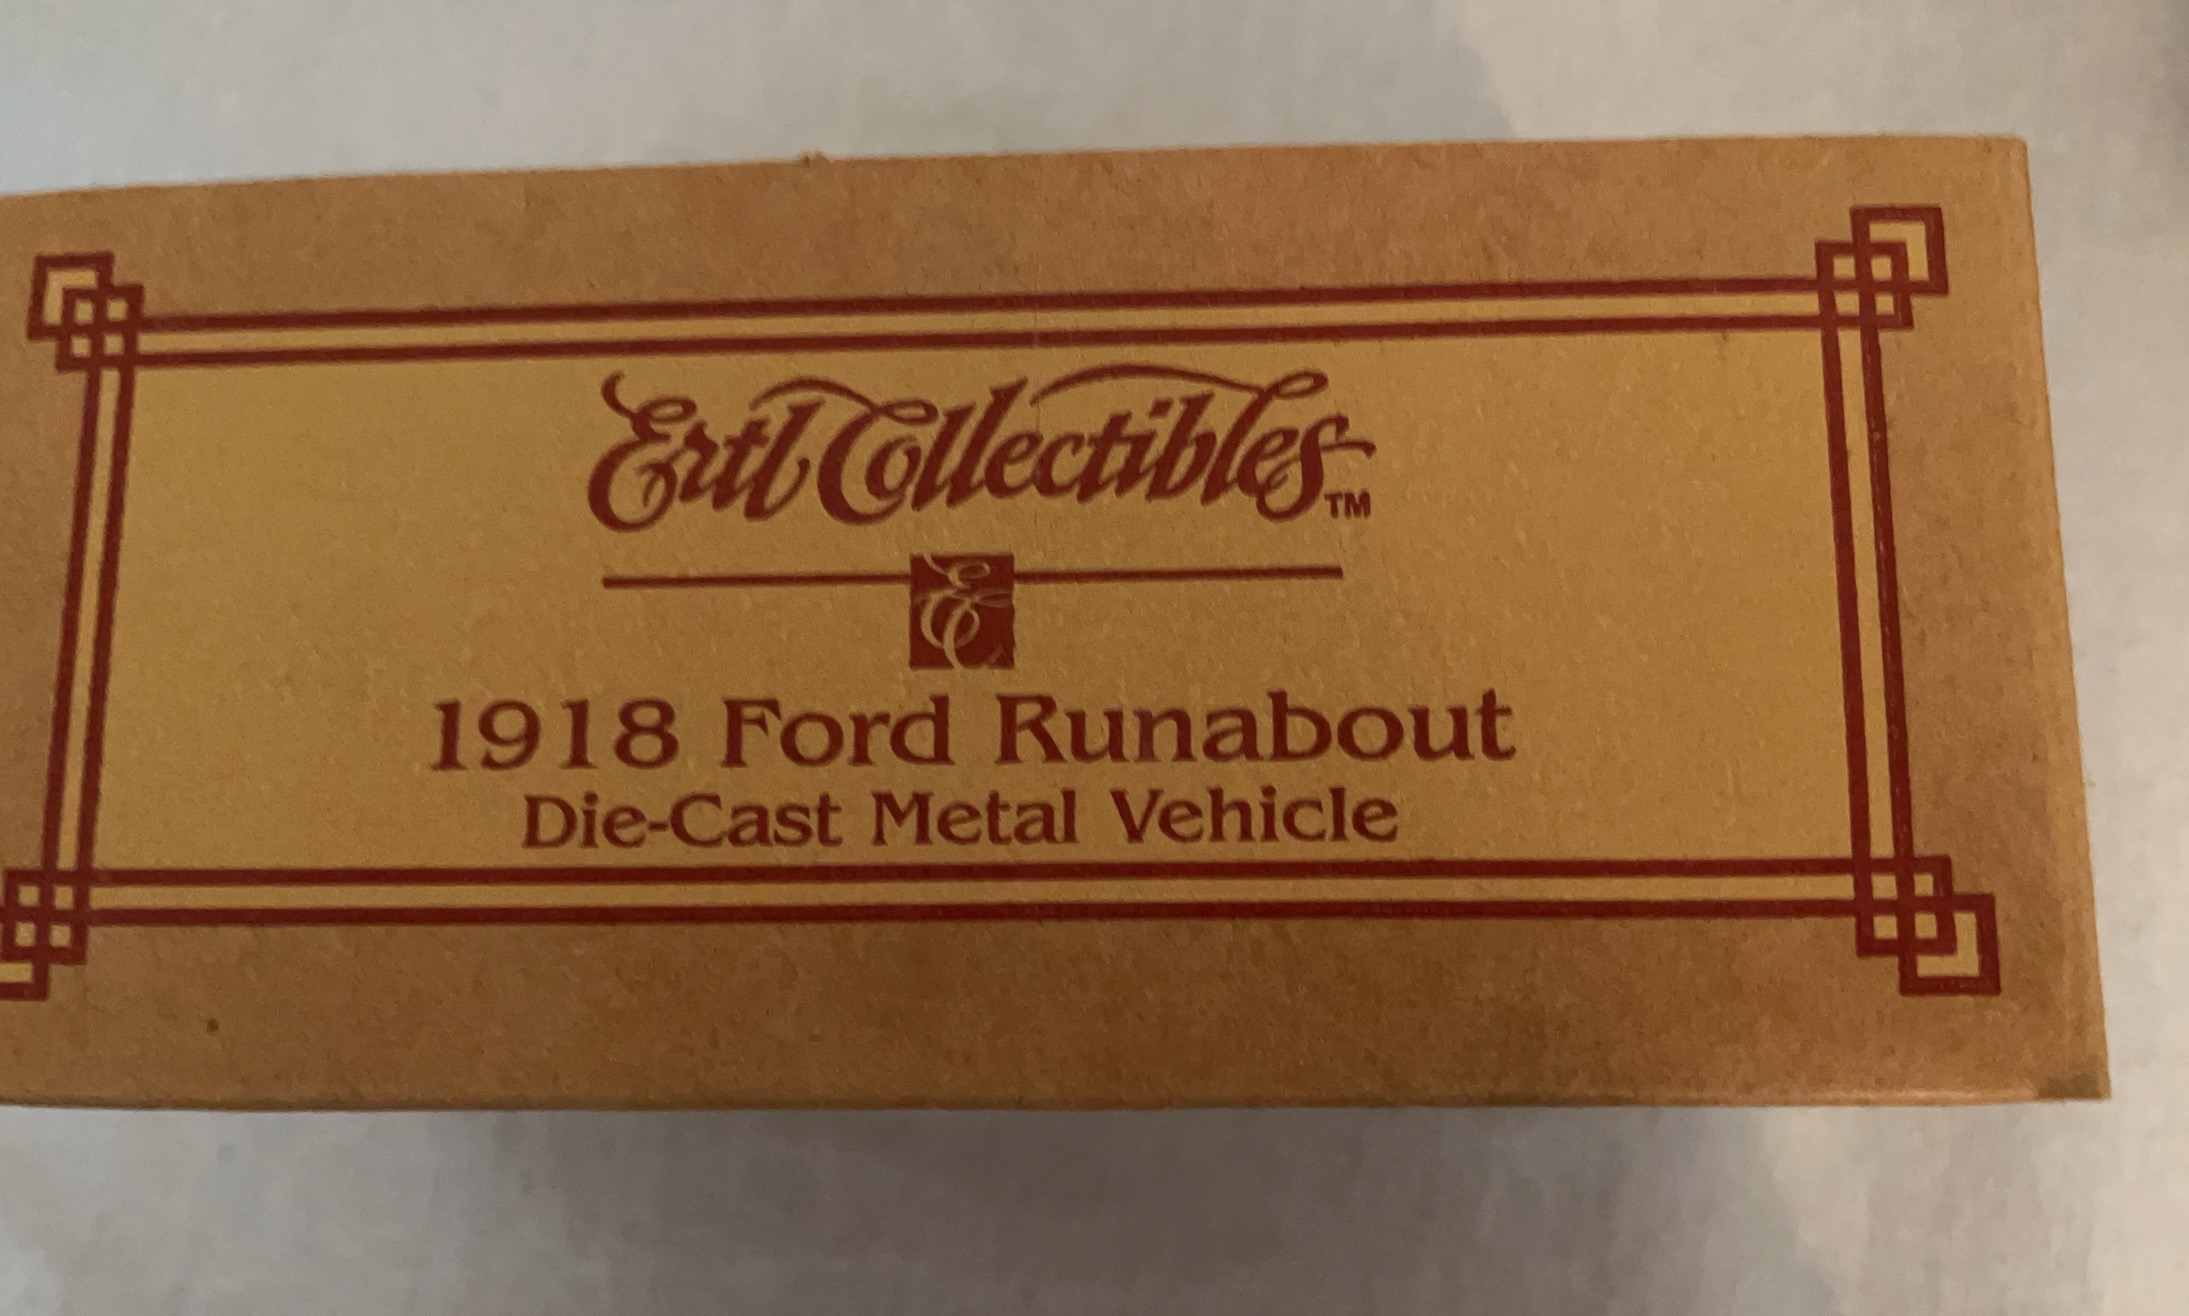 Ertl Collectibles™
E
1918 Ford Runabout
Die-Cast Metal Vehicle